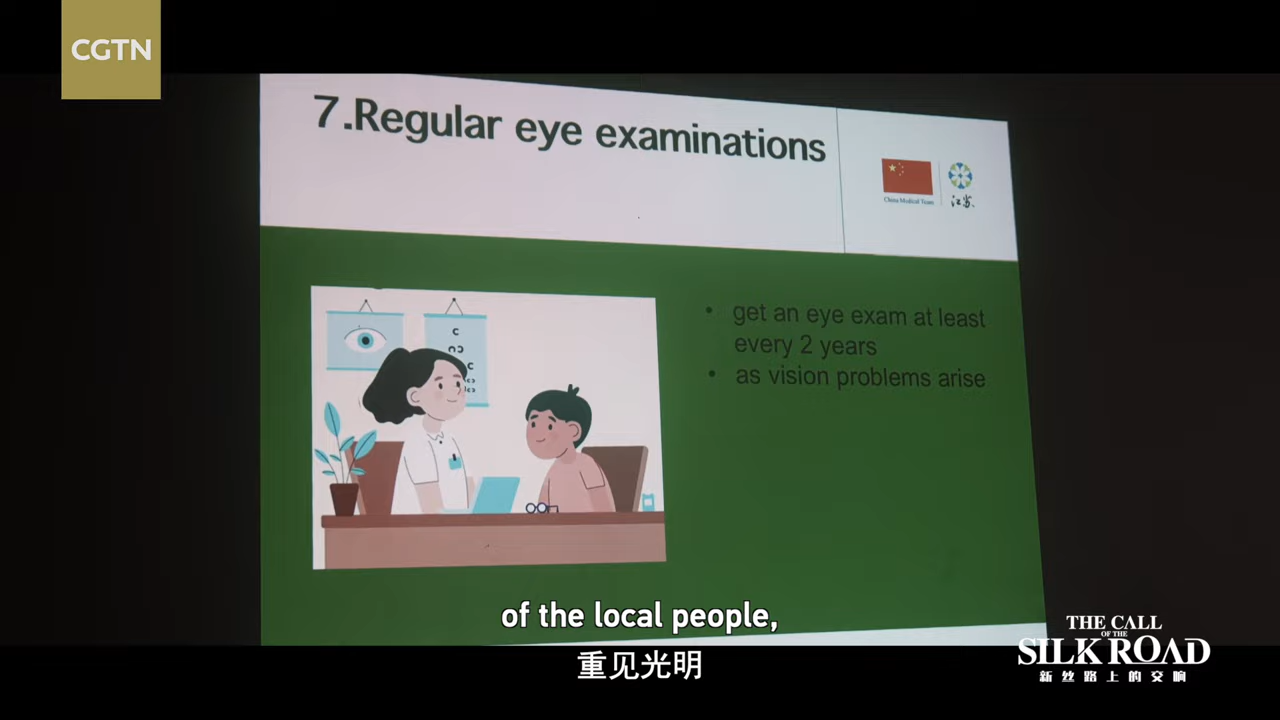 CGTN
7.Regular eye examinations
China Medical Team
江苏
C
• get an eye exam at least
every 2 years
• as vision problems arise
of the local people,
重见光明
THE CALL
OF THE
SILK ROAD
新丝路上的交响